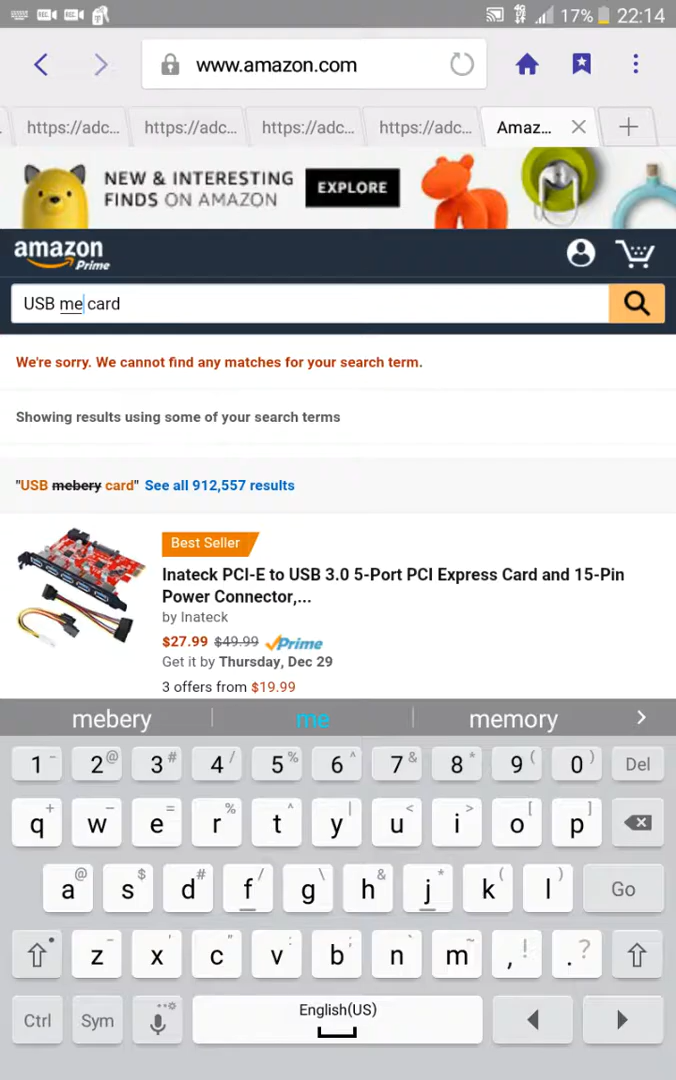 REC REC 4G 17% 22:14
www.amazon.com
https://adc... https://adc... https://adc... https://adc... Amaz...
NEW & INTERESTING
FINDS ON AMAZON
EXPLORE
amazon
Prime
USB me card
We're sorry. We cannot find any matches for your search term.
Showing results using some of your search terms
"USB mebery card" See all 912,557 results
Best Seller
Inateck PCI-E to USB 3.0 5-Port PCI Express Card and 15-Pin
Power Connector,...
by Inateck
$27.99 $49.99 Prime
Get it by Thursday, Dec 29
3 offers from $19.99
mebery me memory
1 - 2 @ 3 # 4 / 5 % 6 ^ 7 & 8 * 9 ( 0 ) Del
q + w – e = r % t ^ y | u < i > o [ p ]
a @ s $ d # f / g \ h & j * k ( l ) Go
z - x ' c " v : b ; n ` m ~ , ! . ?
Ctrl Sym English(US)